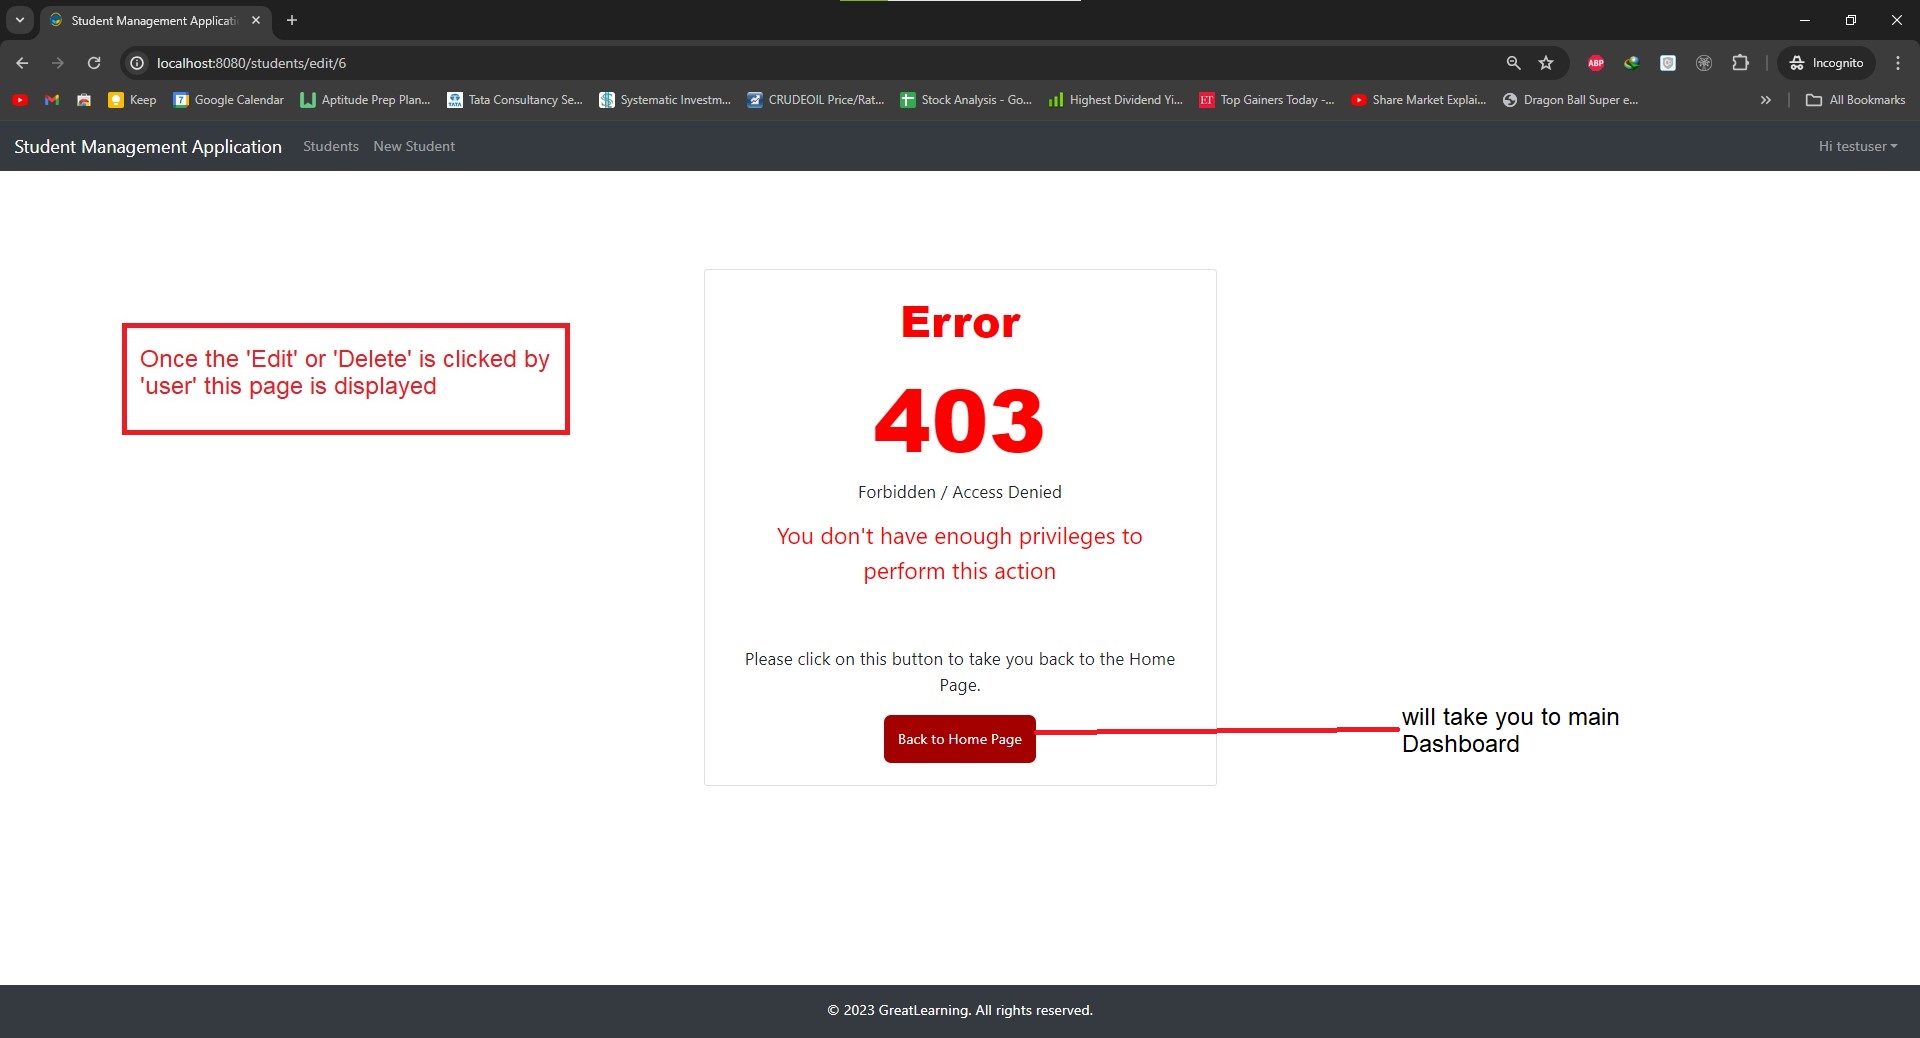 Student Management Applicati
localhost:8080/students/edit/6
ABP
Incognito
Keep
7 Google Calendar
Aptitude Prep Plan...
TATA Tata Consultancy Se...
Systematic Investm...
CRUDEOIL Price/Rat...
Stock Analysis - Go...
Highest Dividend Yi...
ET Top Gainers Today -...
Share Market Explai...
Dragon Ball Super e...
All Bookmarks
Student Management Application Students New Student Hi testuser
Once the 'Edit' or 'Delete' is clicked by
'user' this page is displayed
Error
403
Forbidden / Access Denied
You don't have enough privileges to
perform this action
Please click on this button to take you back to the Home
Page.
Back to Home Page
will take you to main
Dashboard
© 2023 GreatLearning. All rights reserved.